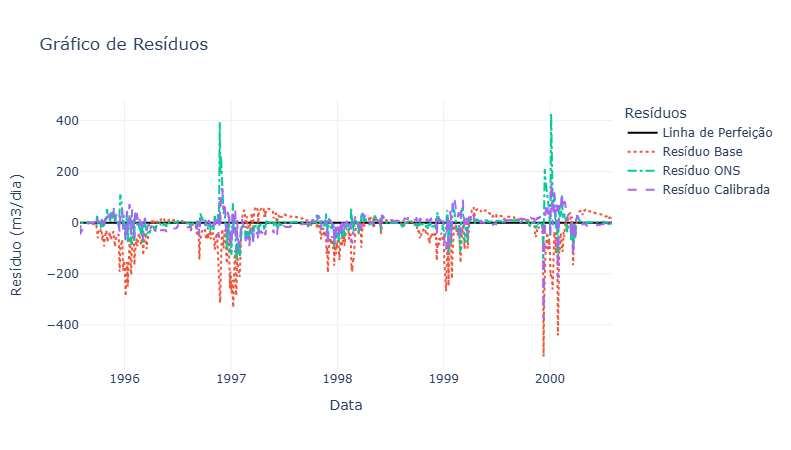 Gráfico de Resíduos
Resíduos
Linha de Perfeição
Resíduo Base
Resíduo ONS
Resíduo Calibrada
Resíduo (m3/dia)
400
200
0
−200
−400
1996
1997
1998
1999
2000
Data